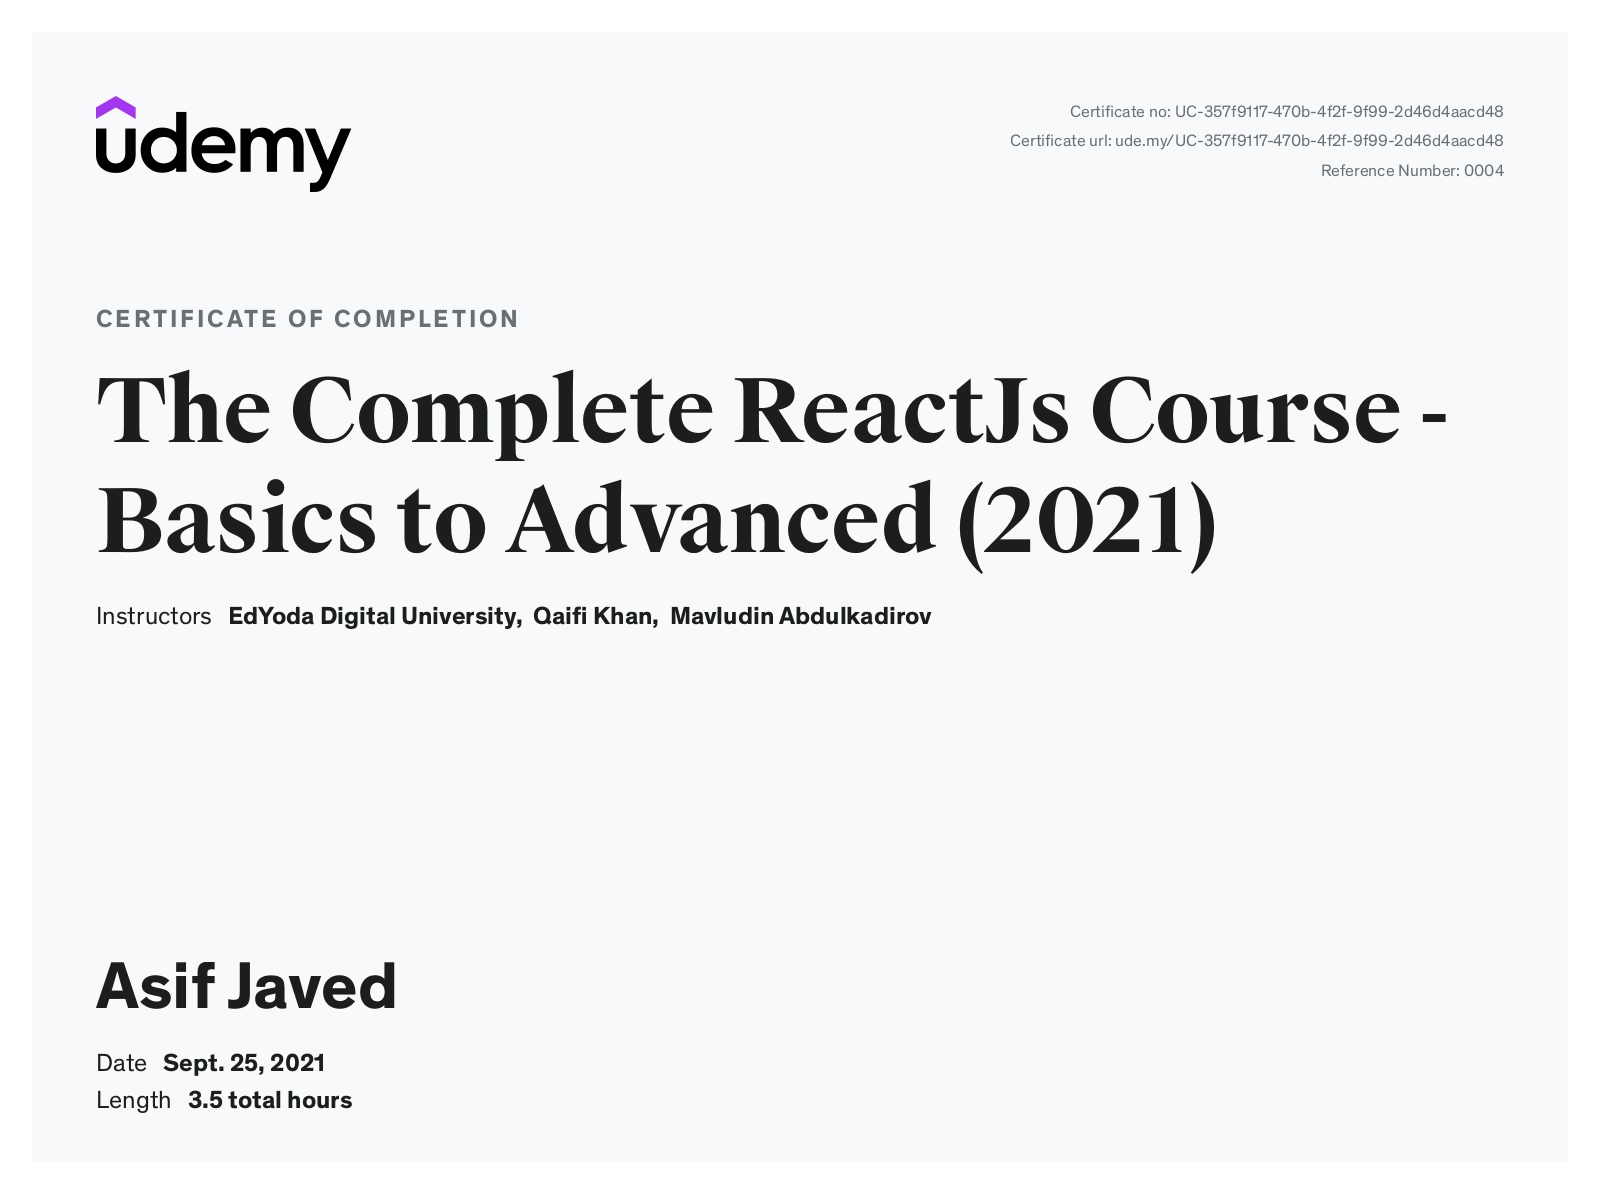 udemy
Certificate no: UC-357f9117-470b-4f2f-9f99-2d46d4aacd48
Certificate url: ude.my/UC-357f9117-470b-4f2f-9f99-2d46d4aacd48
Reference Number: 0004
CERTIFICATE OF COMPLETION
The Complete ReactJs Course -
Basics to Advanced (2021)
Instructors EdYoda Digital University, Qaifi Khan, Mavludin Abdulkadirov
Asif Javed
Date Sept. 25, 2021
Length 3.5 total hours